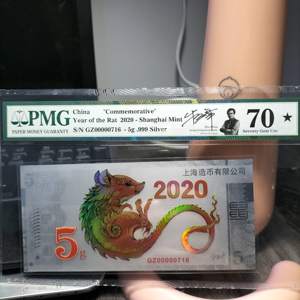 PMG
PAPER MONEY GUARANTY
China "Commemorative"
Year of the Rat 2020 - Shanghai Mint
S/N GZ00000716 - 5g .999 Silver
70 ★
Seventy Gem Unc
上海造币有限公司
2020
5
GZ00000716